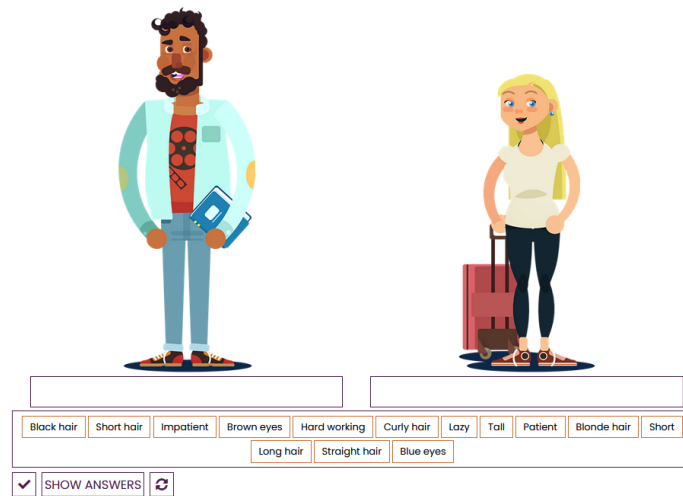 Black hair Short hair Impatient Brown eyes Hard working Curly hair Lazy Tall Patient Blonde hair Short
Long hair Straight hair Blue eyes
SHOW ANSWERS